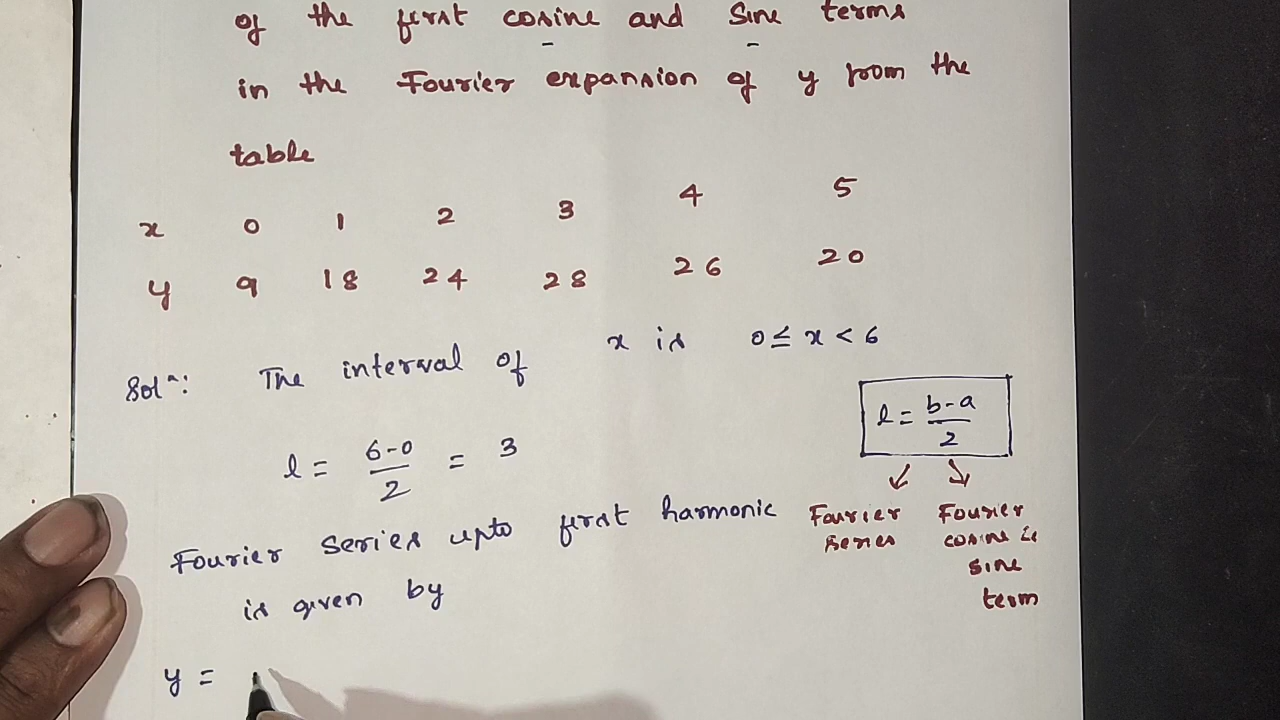 of the first cosine and Sine terms
in the Fourier expansion of y from the
table
x 0 1 2 3 4 5
y 9 18 24 28 26 20
Solⁿ: The interval of x is 0 ≤ x < 6
l = 6-0/2 = 3
l = b-a/2
Fourier Series upto first harmonic
is given by
Fourier series
Fourier cosine & sine term
y =